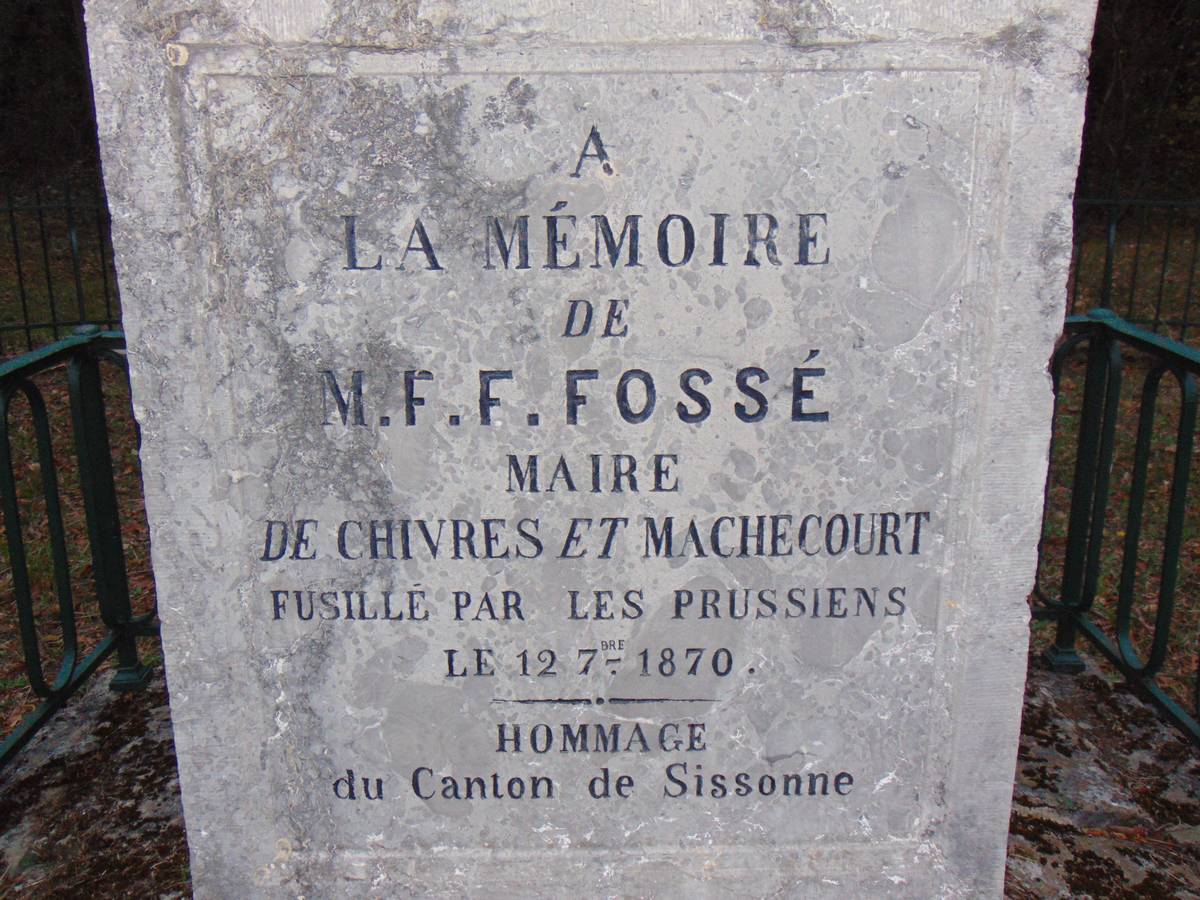 A
LA MÉMOIRE
DE
M.F.F. FOSSÉ
MAIRE
DE CHIVRES ET MACHECOURT
FUSILLÉ PAR LES PRUSSIENS
LE 12 7BRE 1870.
HOMMAGE
du Canton de Sissonne